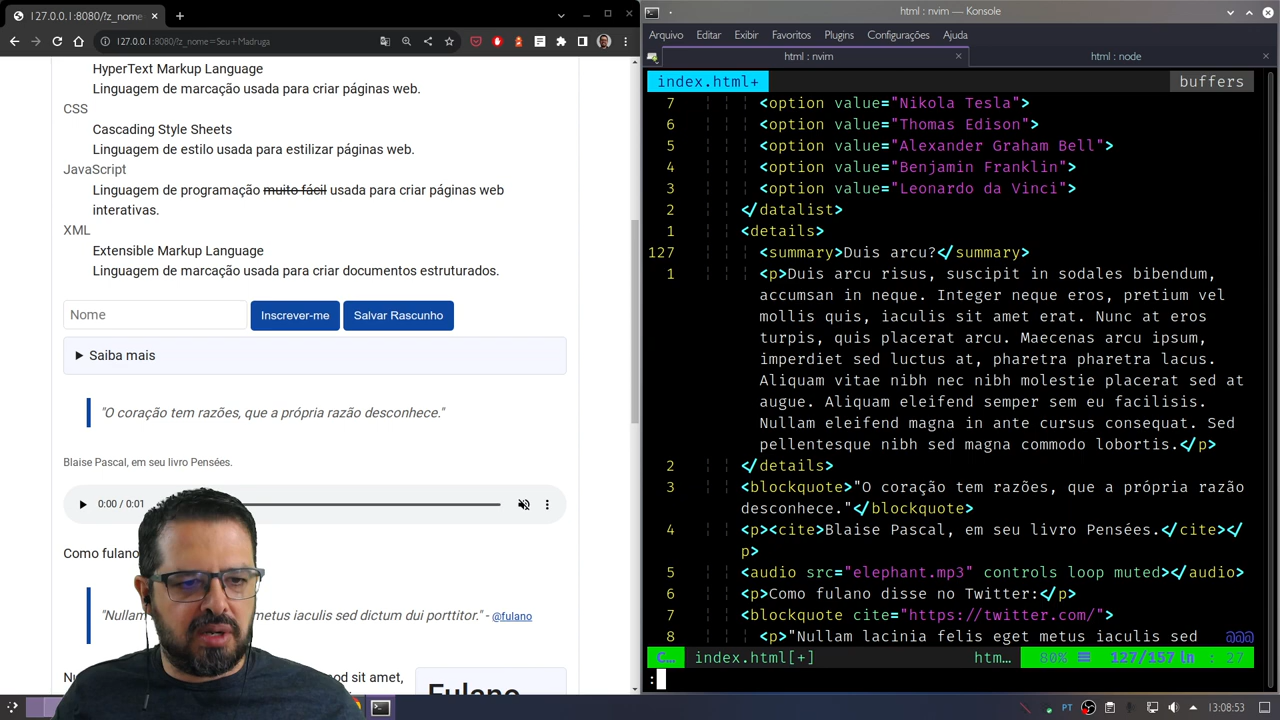 127.0.0.1:8080/?z_nome
html : nvim — Konsole
127.0.0.1:8080/?z_nome=Seu+Madruga
Arquivo Editar Exibir Favoritos Plugins Configurações Ajuda
html : nvim
html : node
HyperText Markup Language
Linguagem de marcação usada para criar páginas web.
CSS
Cascading Style Sheets
Linguagem de estilo usada para estilizar páginas web.
JavaScript
Linguagem de programação muito fácil usada para criar páginas web
interativas.
XML
Extensible Markup Language
Linguagem de marcação usada para criar documentos estruturados.
Nome
Inscrever-me
Salvar Rascunho
Saiba mais
"O coração tem razões, que a própria razão desconhece."
Blaise Pascal, em seu livro Pensées.
0:00 / 0:01
Como fulano
"Nullam
metus iaculis sed dictum dui porttitor." - @fulano
od sit amet,
Fulano
index.html+
buffers
7 <option value="Nikola Tesla">
6 <option value="Thomas Edison">
5 <option value="Alexander Graham Bell">
4 <option value="Benjamin Franklin">
3 <option value="Leonardo da Vinci">
2 </datalist>
1 <details>
127 <summary>Duis arcu?</summary>
1 <p>Duis arcu risus, suscipit in sodales bibendum,
accumsan in neque. Integer neque eros, pretium vel
mollis quis, iaculis sit amet erat. Nunc at eros
turpis, quis placerat arcu. Maecenas arcu ipsum,
imperdiet sed luctus at, pharetra pharetra lacus.
Aliquam vitae nibh nec nibh molestie placerat sed at
augue. Aliquam eleifend semper sem eu facilisis.
Nullam eleifend magna in ante cursus consequat. Sed
pellentesque nibh sed magna commodo lobortis.</p>
2 </details>
3 <blockquote>"O coração tem razões, que a própria razão
desconhece."</blockquote>
4 <p><cite>Blaise Pascal, em seu livro Pensées.</cite></
p>
5 <audio src="elephant.mp3" controls loop muted></audio>
6 <p>Como fulano disse no Twitter:</p>
7 <blockquote cite="https://twitter.com/">
8 <p>"Nullam lacinia felis eget metus iaculis sed @@@
C… index.html[+] htm… 80% ☰ 127/157 ln : 27
:
PT
13:08:53